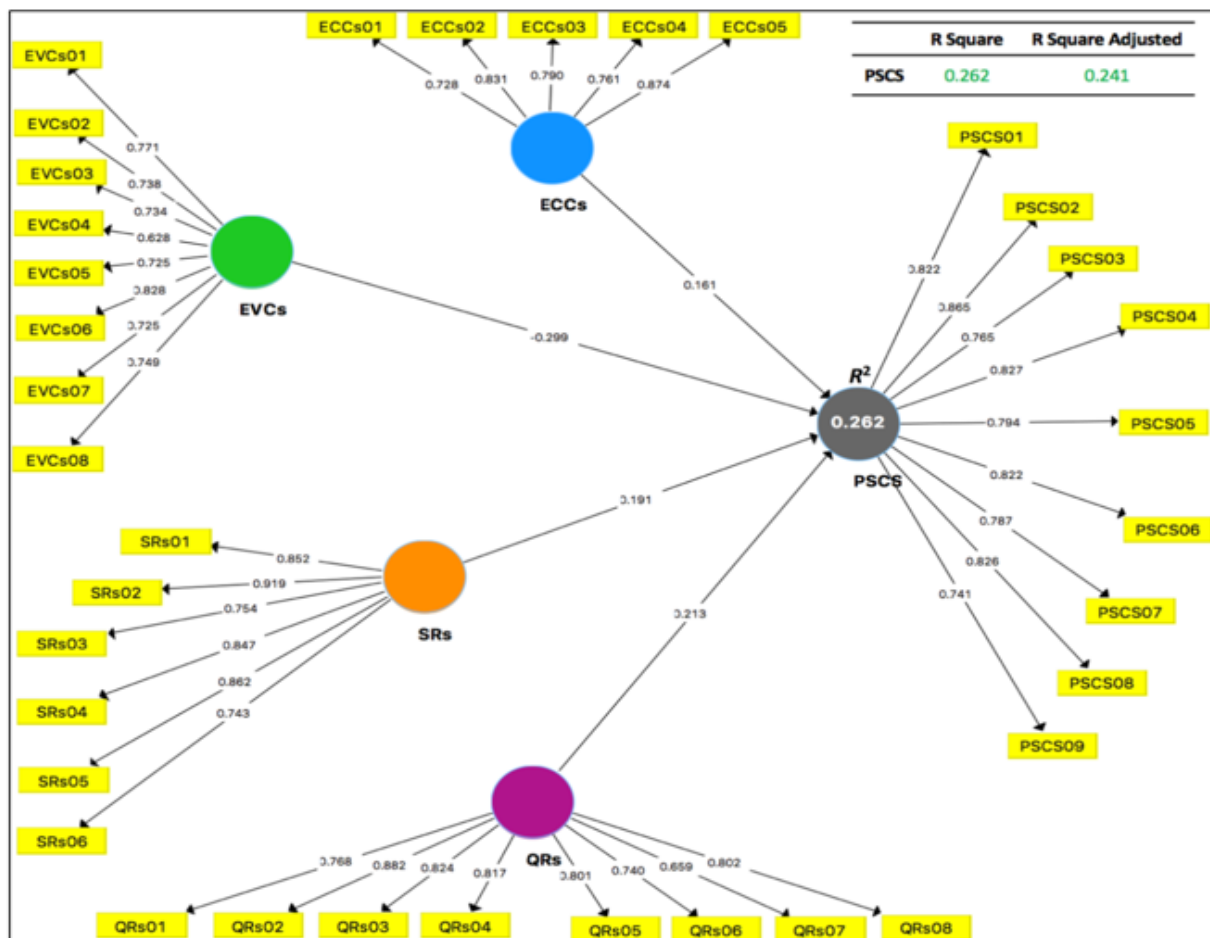 ECCs01 ECCs02 ECCs03 ECCs04 ECCs05
0.728 0.831 0.790 0.761 0.874
ECCs
R Square R Square Adjusted
PSCS 0.262 0.241
EVCs01
EVCs02
EVCs03
EVCs04
EVCs05
EVCs06
EVCs07
EVCs08
0.771
0.738
0.734
0.628
0.725
0.828
0.725
0.749
EVCs
0.161
-0.299
0.191
0.213
R²
0.262
PSCS
PSCS01
PSCS02
PSCS03
PSCS04
PSCS05
PSCS06
PSCS07
PSCS08
PSCS09
0.822
0.865
0.765
0.827
0.794
0.822
0.787
0.826
0.741
SRs01
SRs02
SRs03
SRs04
SRs05
SRs06
0.852
0.919
0.754
0.847
0.862
0.743
SRs
QRs
0.768 0.882 0.824 0.817 0.801 0.740 0.659 0.802
QRs01 QRs02 QRs03 QRs04 QRs05 QRs06 QRs07 QRs08